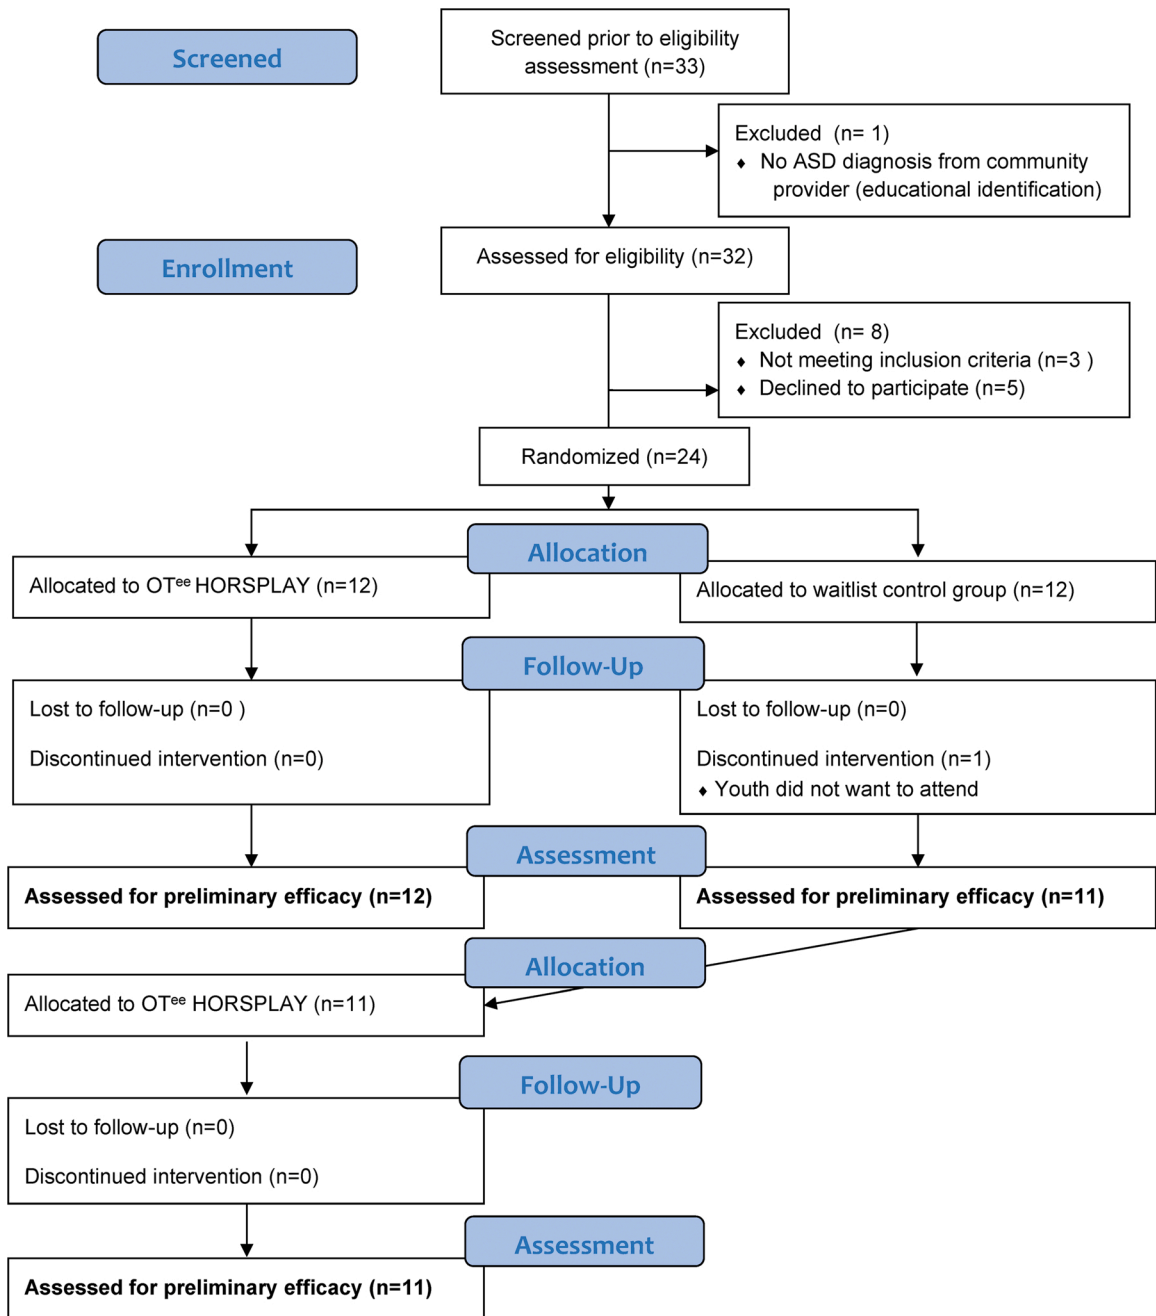 Screened
Screened prior to eligibility
assessment (n=33)
Excluded  (n= 1)
♦ No ASD diagnosis from community
provider (educational identification)
Enrollment
Assessed for eligibility (n=32)
Excluded  (n= 8)
♦ Not meeting inclusion criteria (n=3 )
♦ Declined to participate (n=5)
Randomized (n=24)
Allocation
Allocated to OTᵉᵉ HORSPLAY (n=12)
Allocated to waitlist control group (n=12)
Follow-Up
Lost to follow-up (n=0 )
Discontinued intervention (n=0)
Lost to follow-up (n=0)
Discontinued intervention (n=1)
♦ Youth did not want to attend
Assessment
Assessed for preliminary efficacy (n=12)
Assessed for preliminary efficacy (n=11)
Allocation
Allocated to OTᵉᵉ HORSPLAY (n=11)
Follow-Up
Lost to follow-up (n=0)
Discontinued intervention (n=0)
Assessment
Assessed for preliminary efficacy (n=11)